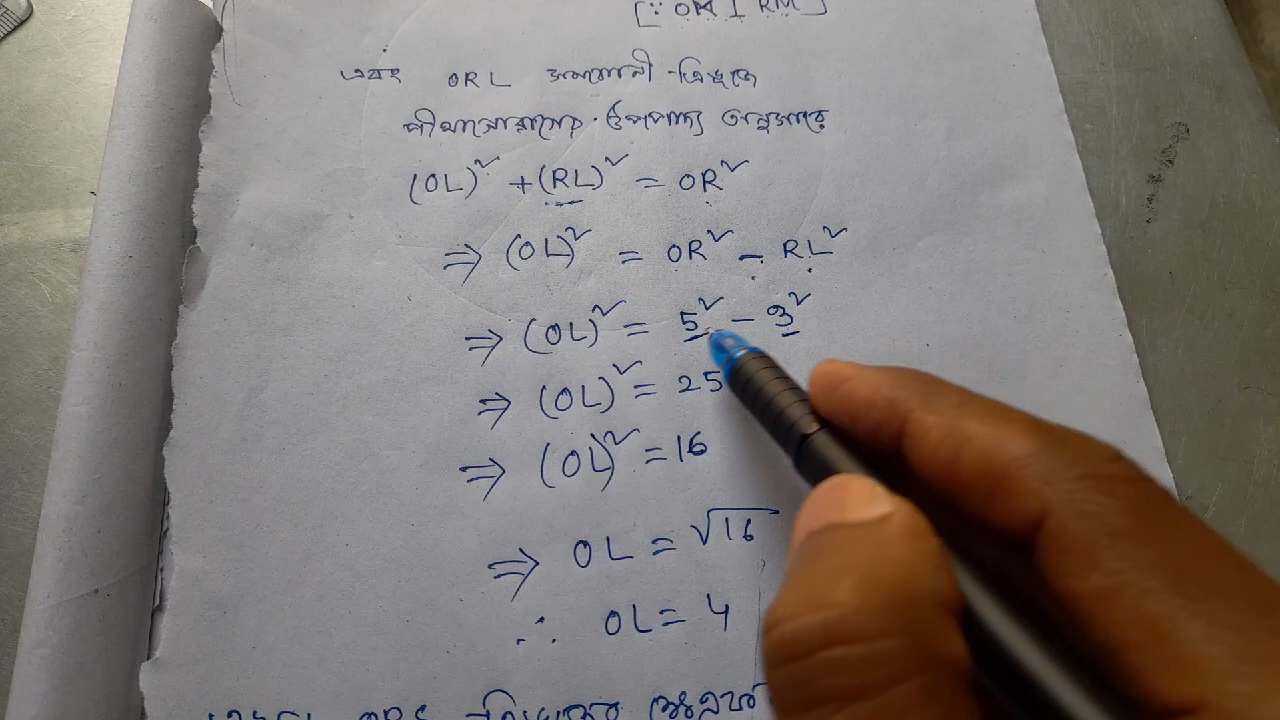 [∵ OM ⊥ RM]
এবং ORL সমকোণী ত্রিভুজে
পীথাগোরাসের উপপাদ্য অনুসারে
(OL)² + (RL)² = OR²
⇒ (OL)² = OR² - RL²
⇒ (OL)² = 5² - 3²
⇒ (OL)² = 25
⇒ (OL)² = 16
⇒ OL = √16
∴ OL = 4